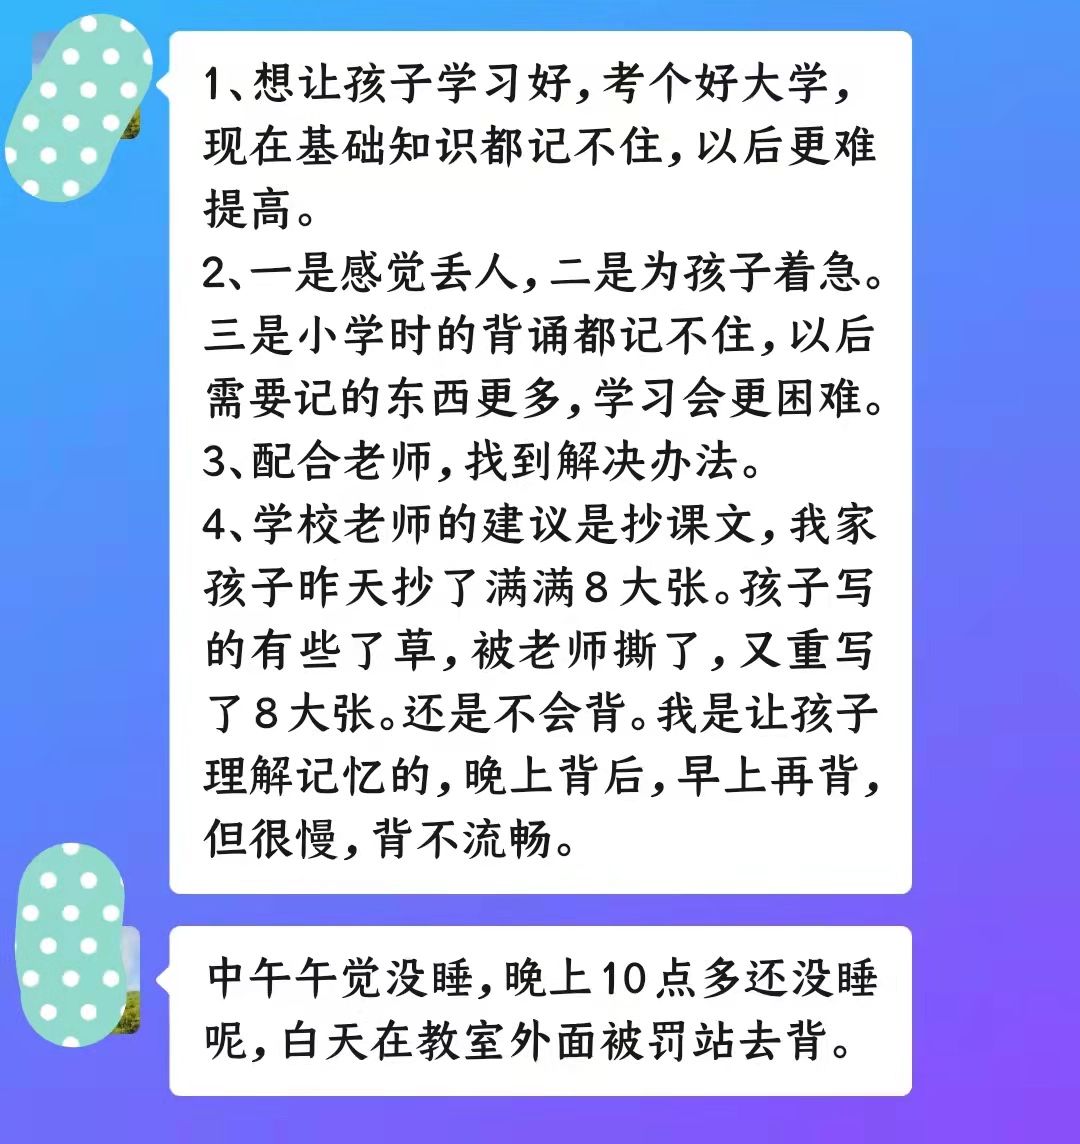 1、想让孩子学习好,考个好大学,
现在基础知识都记不住,以后更难
提高。
2、一是感觉丢人,二是为孩子着急。
三是小学时的背诵都记不住,以后
需要记的东西更多,学习会更困难。
3、配合老师,找到解决办法。
4、学校老师的建议是抄课文,我家
孩子昨天抄了满满8大张。孩子写
的有些了草,被老师撕了,又重写
了8大张。还是不会背。我是让孩子
理解记忆的,晚上背后,早上再背,
但很慢,背不流畅。
中午午觉没睡,晚上10点多还没睡
呢,白天在教室外面被罚站去背。